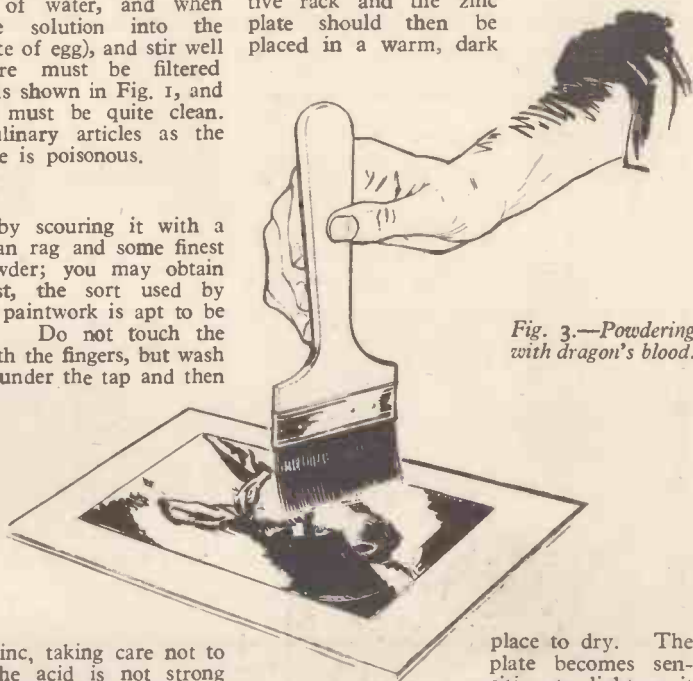 of water, and when
solution into the
te of egg), and stir well
re must be filtered
s shown in Fig. 1, and
must be quite clean.
linary articles as the
e is poisonous.
by scouring it with a
an rag and some finest
wder; you may obtain
st, the sort used by
paintwork is apt to be
Do not touch the
th the fingers, but wash
under the tap and then
inc, taking care not to
he acid is not strong
tive rack and the zinc
plate should then be
placed in a warm, dark
Fig. 3.—Powdering
with dragon's blood.
place to dry. The
plate becomes sen-